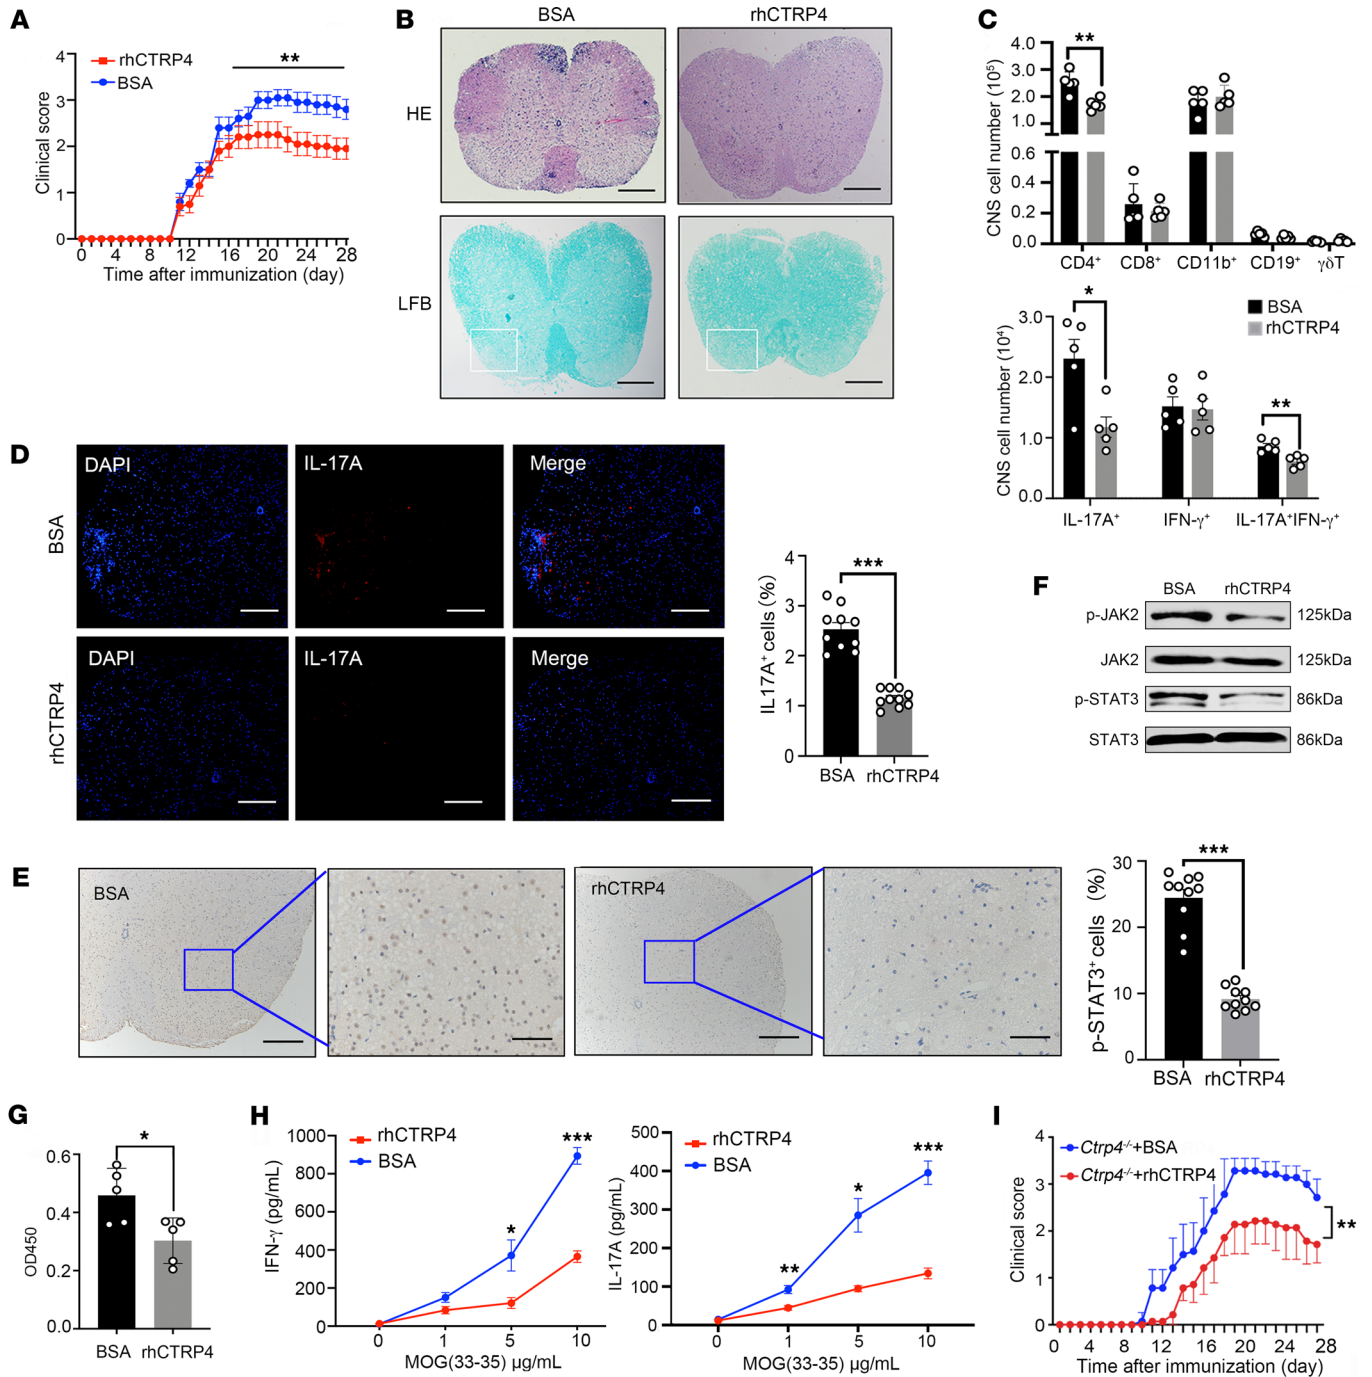 A
rhCTRP4
BSA
**
Clinical score
4
3
2
1
0
0 4 8 12 16 20 24 28
Time after immunization (day)
B
BSA
rhCTRP4
HE
LFB
C
CNS cell number (10⁵)
4.0
3.0
2.0
1.0
0.6
0.4
0.2
0.0
**
CD4⁺ CD8⁺ CD11b⁺ CD19⁺ γδT
BSA
rhCTRP4
CNS cell number (10⁴)
3.0
2.0
1.0
0.0
*
**
IL-17A⁺ IFN-γ⁺ IL-17A⁺IFN-γ⁺
D
BSA
DAPI
IL-17A
Merge
rhCTRP4
DAPI
IL-17A
Merge
IL17A⁺ cells (%)
4
3
2
1
0
***
BSA rhCTRP4
F
BSA rhCTRP4
p-JAK2 125kDa
JAK2 125kDa
p-STAT3 86kDa
STAT3 86kDa
E
BSA
rhCTRP4
p-STAT3⁺ cells (%)
30
20
10
0
***
BSA rhCTRP4
G
OD450
0.6
0.4
0.2
0.0
*
BSA rhCTRP4
H
rhCTRP4
BSA
IFN-γ (pg/mL)
1000
800
600
400
200
0
*
***
0 1 5 10
MOG(33-35) µg/mL
rhCTRP4
BSA
IL-17A (pg/mL)
500
400
300
200
100
0
**
*
***
0 1 5 10
MOG(33-35) µg/mL
I
Ctrp4⁻/⁻+BSA
Ctrp4⁻/⁻+rhCTRP4
Clinical score
4
3
2
1
0
**
0 4 8 12 16 20 24 28
Time after immunization (day)